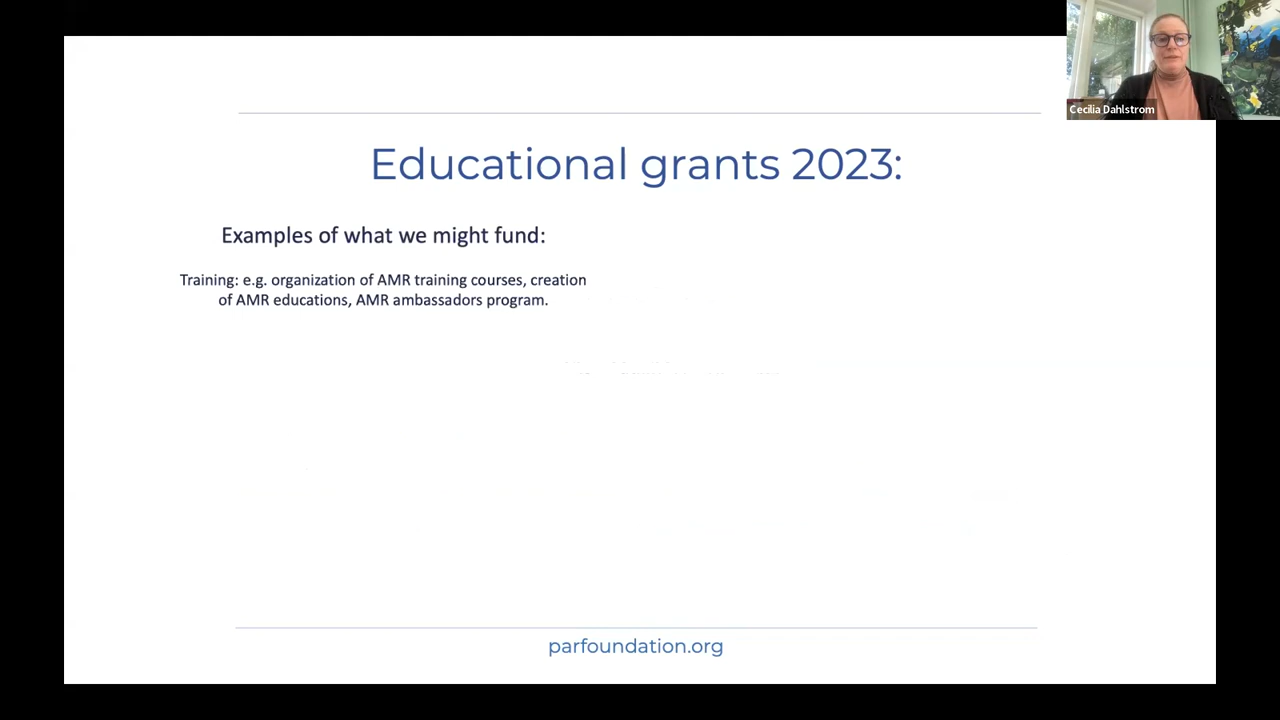 Cecilia Dahlstrom
Educational grants 2023:
Examples of what we might fund:
Training: e.g. organization of AMR training courses, creation
of AMR educations, AMR ambassadors program.
parfoundation.org